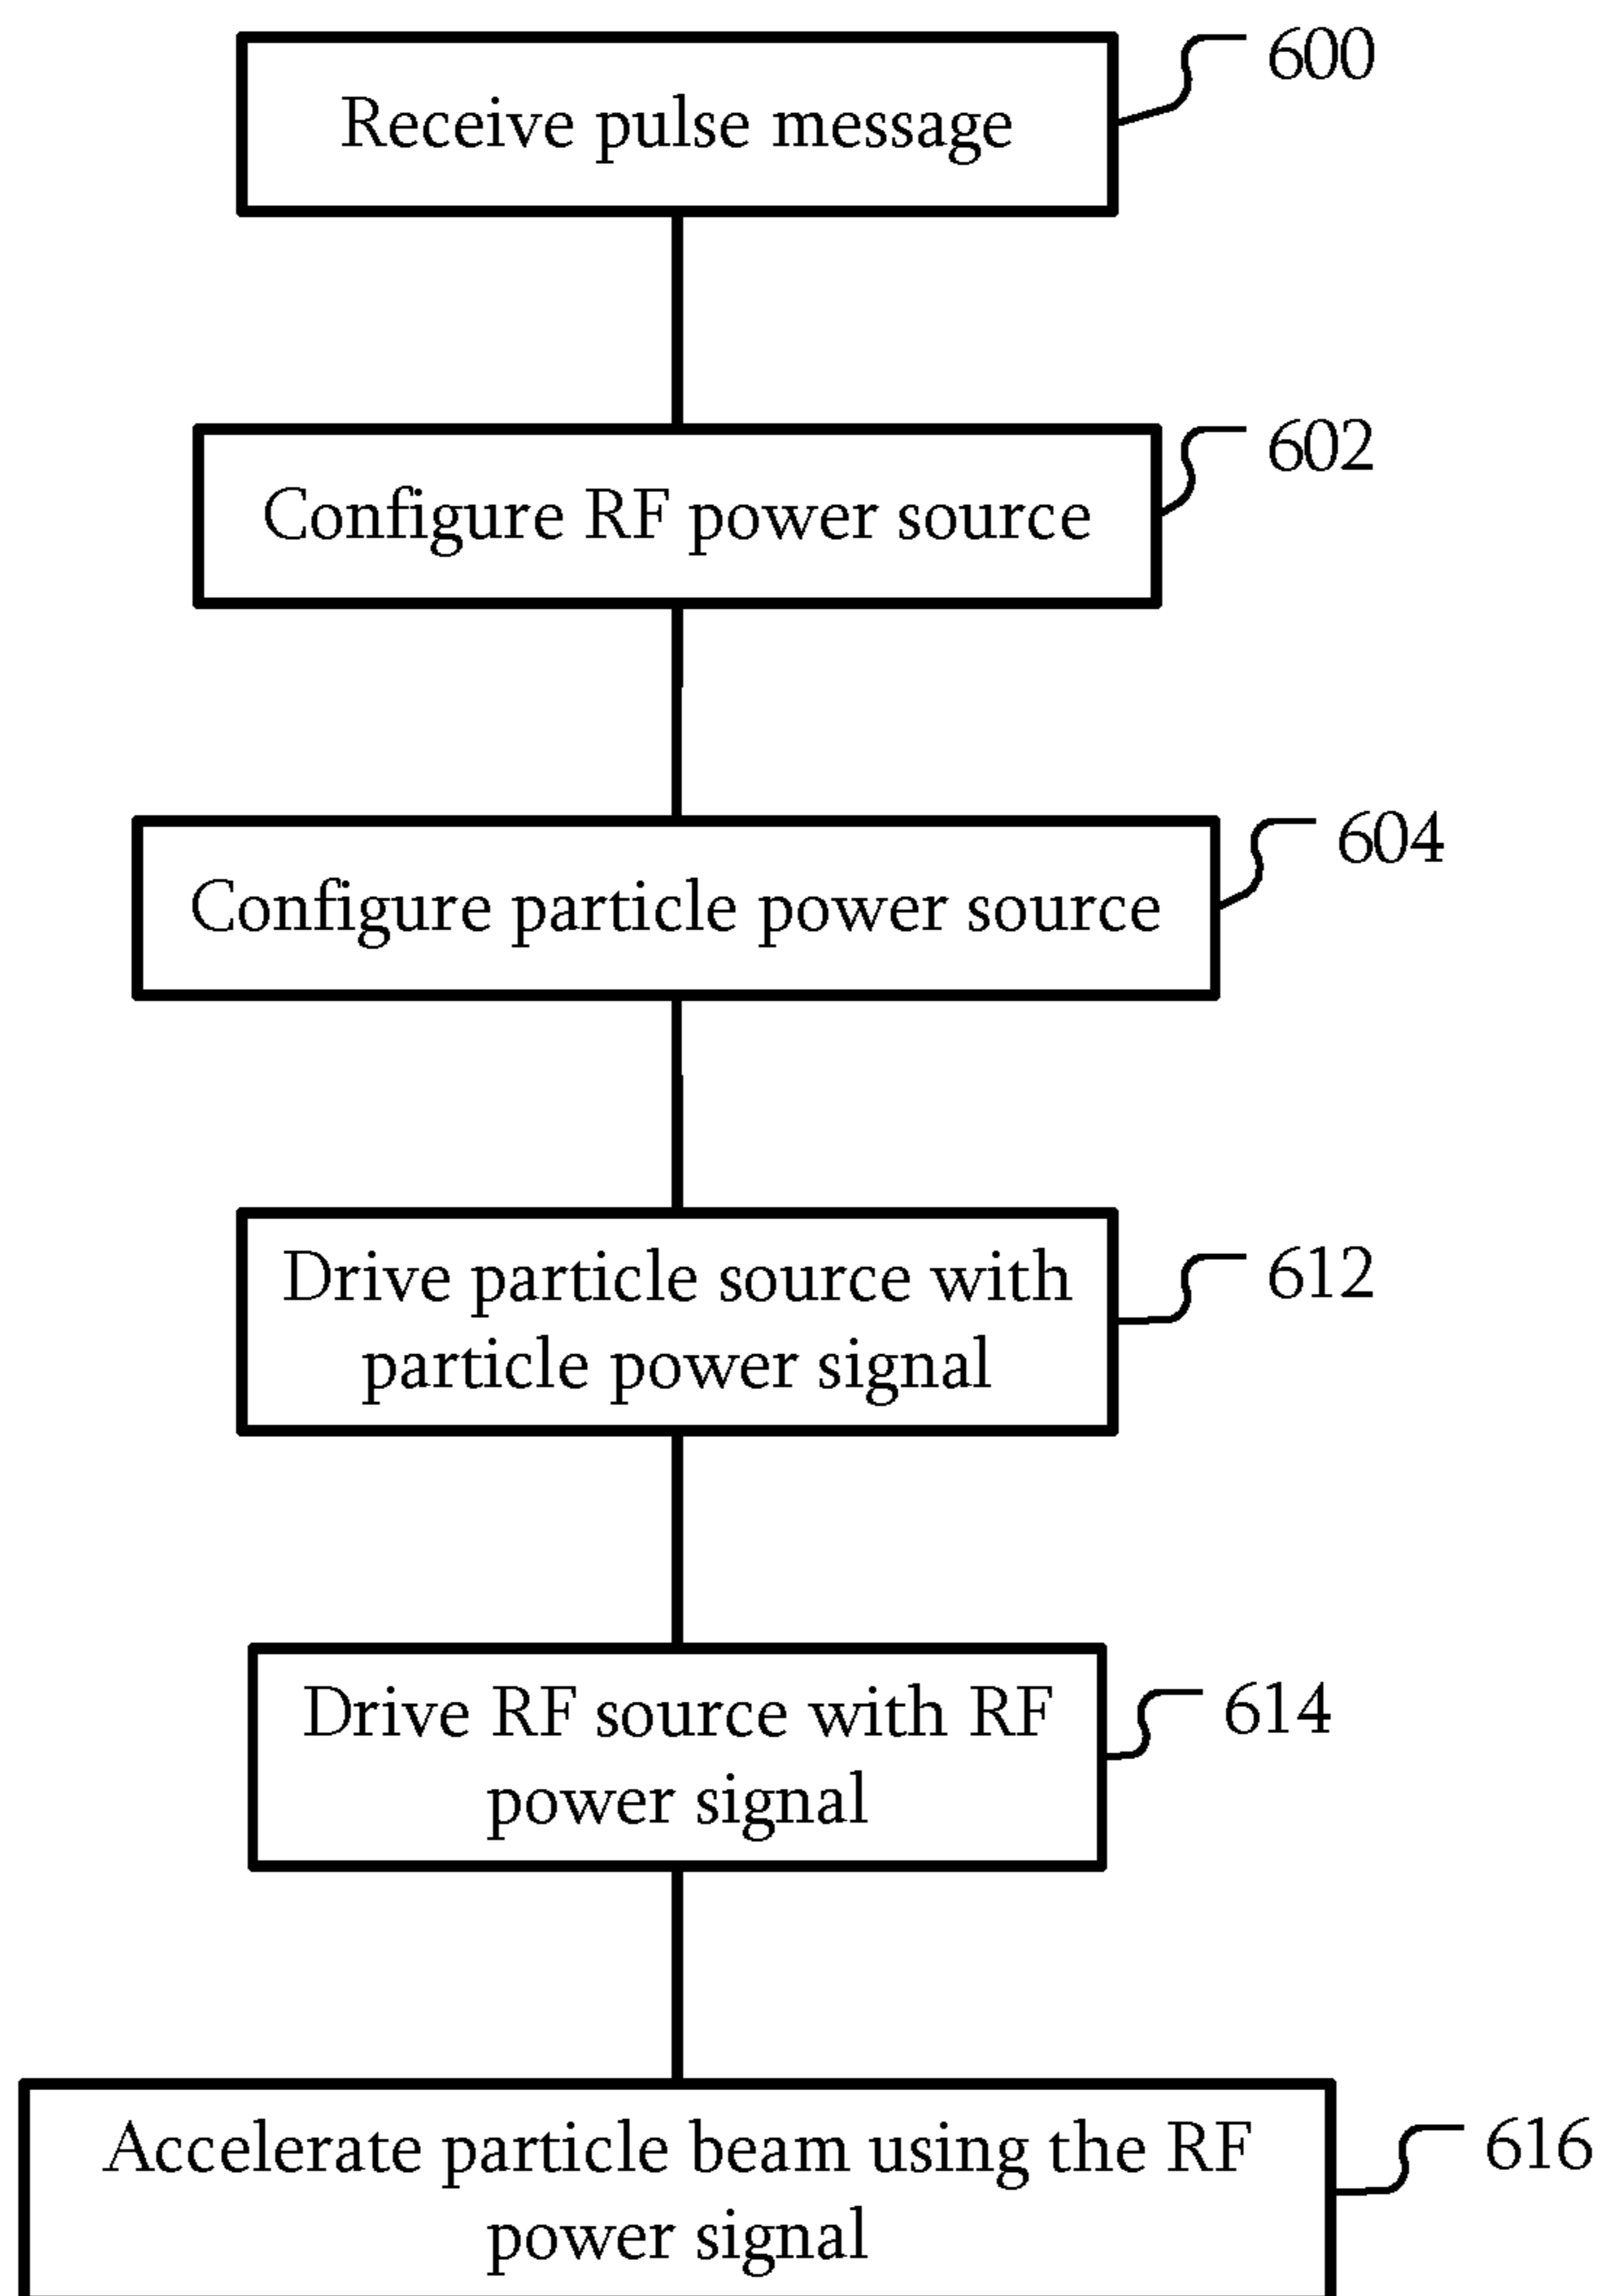 Receive pulse message
600
Configure RF power source
602
Configure particle power source
604
Drive particle source with
particle power signal
612
Drive RF source with RF
power signal
614
Accelerate particle beam using the RF
power signal
616